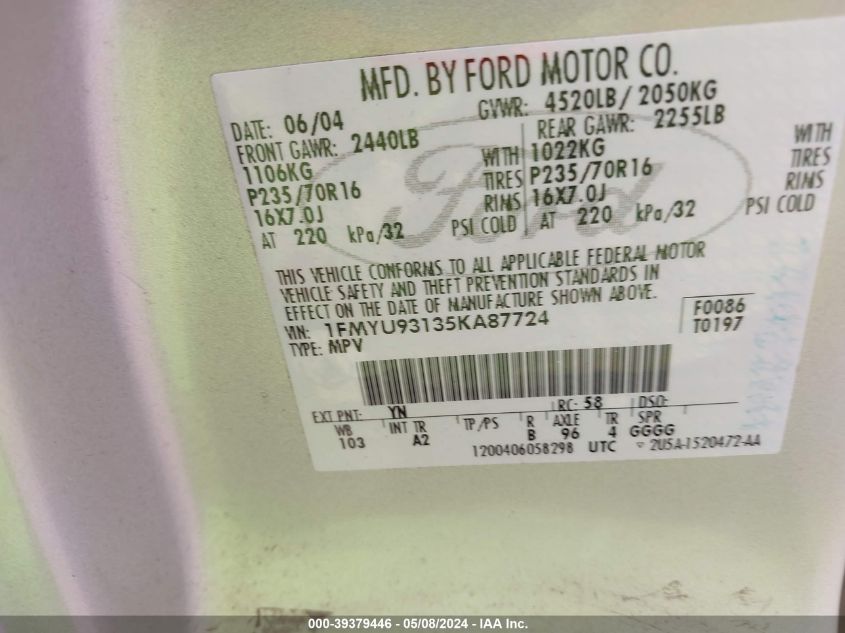 MFD. BY FORD MOTOR CO.
DATE: 06/04 GVWR: 4520LB/ 2050KG
FRONT GAWR: 2440LB REAR GAWR: 2255LB
1106KG WITH 1022KG WITH
P235/70R16 TIRES P235/70R16 TIRES
16X7.0J RIMS 16X7.0J RIMS
AT 220 kPa/32 PSI COLD AT 220 kPa/32 PSI COLD
Ford
THIS VEHICLE CONFORMS TO ALL APPLICABLE FEDERAL MOTOR
VEHICLE SAFETY AND THEFT PREVENTION STANDARDS IN
EFFECT ON THE DATE OF MANUFACTURE SHOWN ABOVE.
VIN: 1FMYU93135KA87724 F0086
TYPE: MPV T0197
EXT PNT: YN RC: 58 DSO:
WB INT TR TP/PS R AXLE TR SPR
103 A2 B 96 4 GGGG
1200406058298 UTC 2U5A-1520472-AA
000-39379446 - 05/08/2024 - IAA Inc.